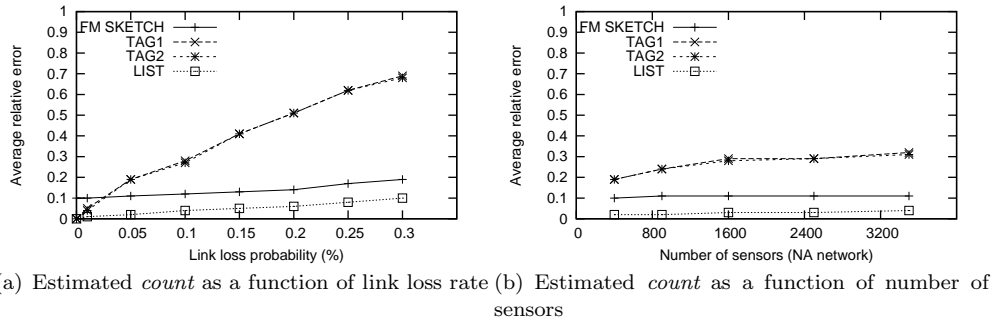 1
0.9
0.8
0.7
0.6
0.5
0.4
0.3
0.2
0.1
0
Average relative error
FM SKETCH
TAG1
TAG2
LIST
0 0.05 0.1 0.15 0.2 0.25 0.3
Link loss probability (%)
a) Estimated count as a function of link loss rate
1
0.9
0.8
0.7
0.6
0.5
0.4
0.3
0.2
0.1
0
Average relative error
FM SKETCH
TAG1
TAG2
LIST
0 800 1600 2400 3200
Number of sensors (NA network)
(b) Estimated count as a function of number of
sensors